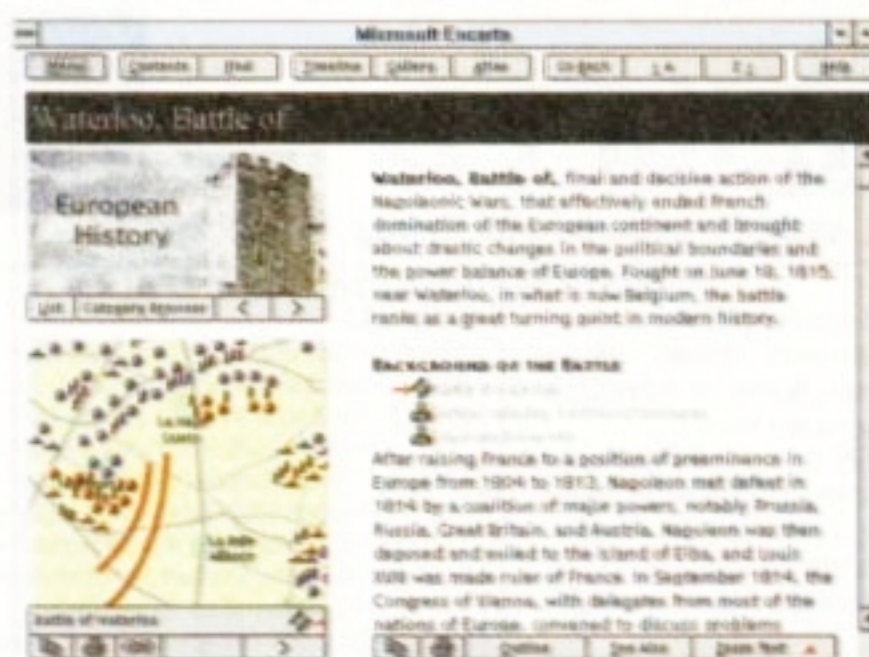 Microsoft Encarta
Menu Contents Find Timeline Gallery Atlas Go Back Help
Waterloo, Battle of
European
History
List Category Browser < >
Waterloo, Battle of, final and decisive action of the
Napoleonic Wars, that effectively ended French
domination of the European continent and brought
about drastic changes in the political boundaries and
the power balance of Europe. Fought on June 18, 1815,
near Waterloo, in what is now Belgium, the battle
ranks as a great turning point in modern history.
BACKGROUND OF THE BATTLE
After raising France to a position of preeminence in
Europe from 1804 to 1813, Napoleon met defeat in
1814 by a coalition of major powers, notably Prussia,
Russia, Great Britain, and Austria. Napoleon was then
deposed and exiled to the island of Elba, and Louis
XVIII was made ruler of France. In September 1814, the
Congress of Vienna, with delegates from most of the
nations of Europe, convened to discuss problems
La Haye
Sainte
La Belle
Alliance
Battle of Waterloo
>
Outline See Also